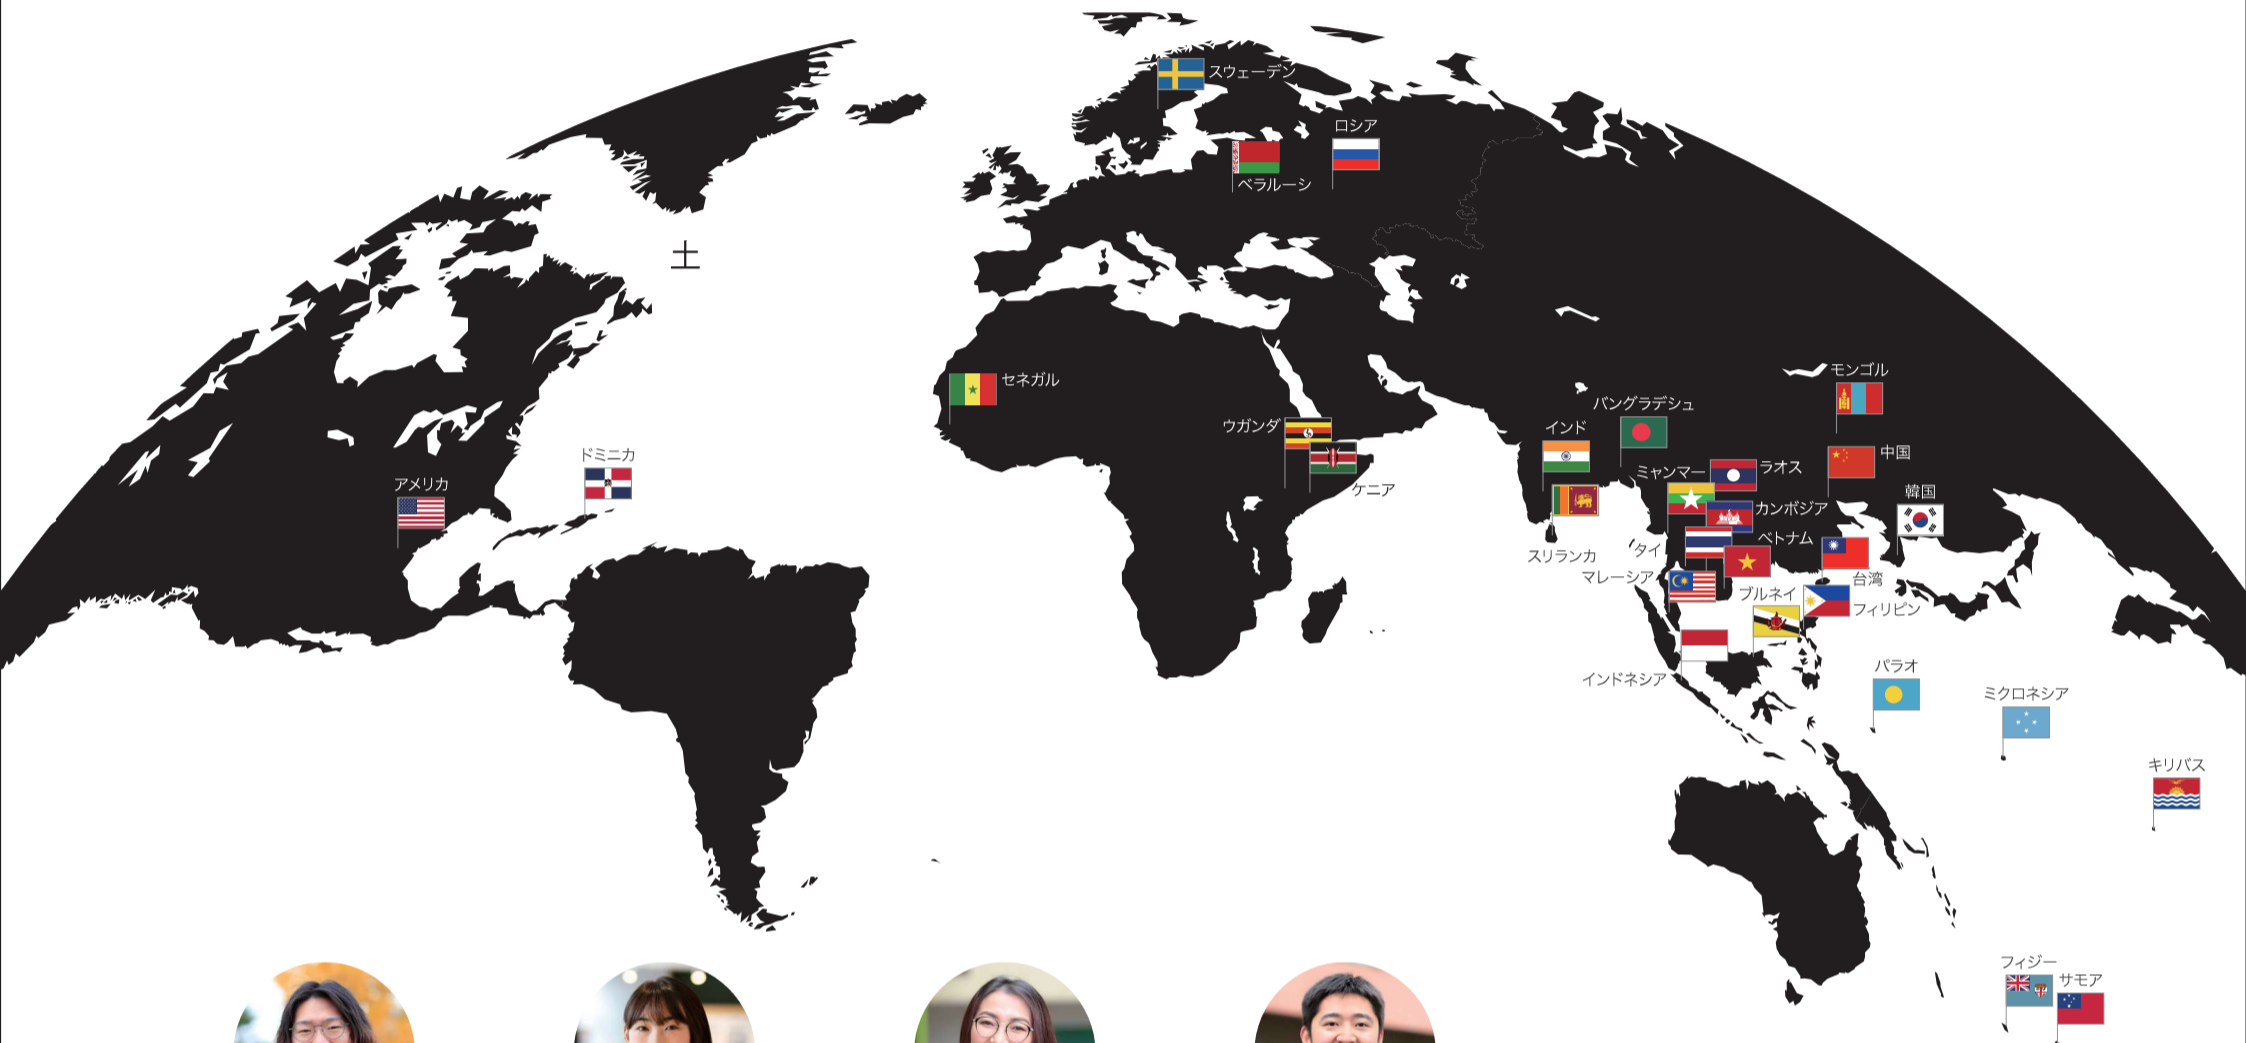 スウェーデン
ロシア
ベラルーシ
土
モンゴル
セネガル
バングラデシュ
ウガンダ
インド
中国
ドミニカ
ミャンマー
ラオス
アメリカ
ケニア
韓国
カンボジア
ベトナム
スリランカ
タイ
マレーシア
台湾
ブルネイ
フィリピン
インドネシア
パラオ
ミクロネシア
キリバス
フィジー
サモア